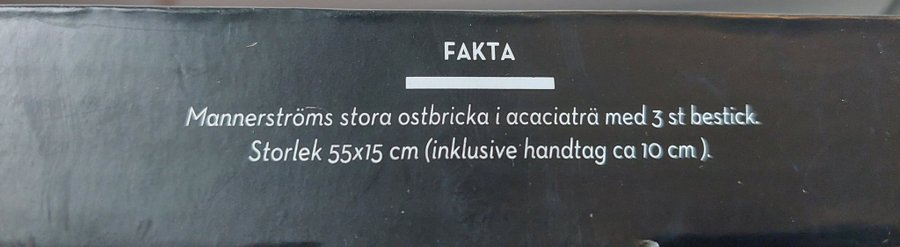 FAKTA
Mannerströms stora ostbricka i acaciaträ med 3 st bestick.
Storlek 55x15 cm (inklusive handtag ca 10 cm ).